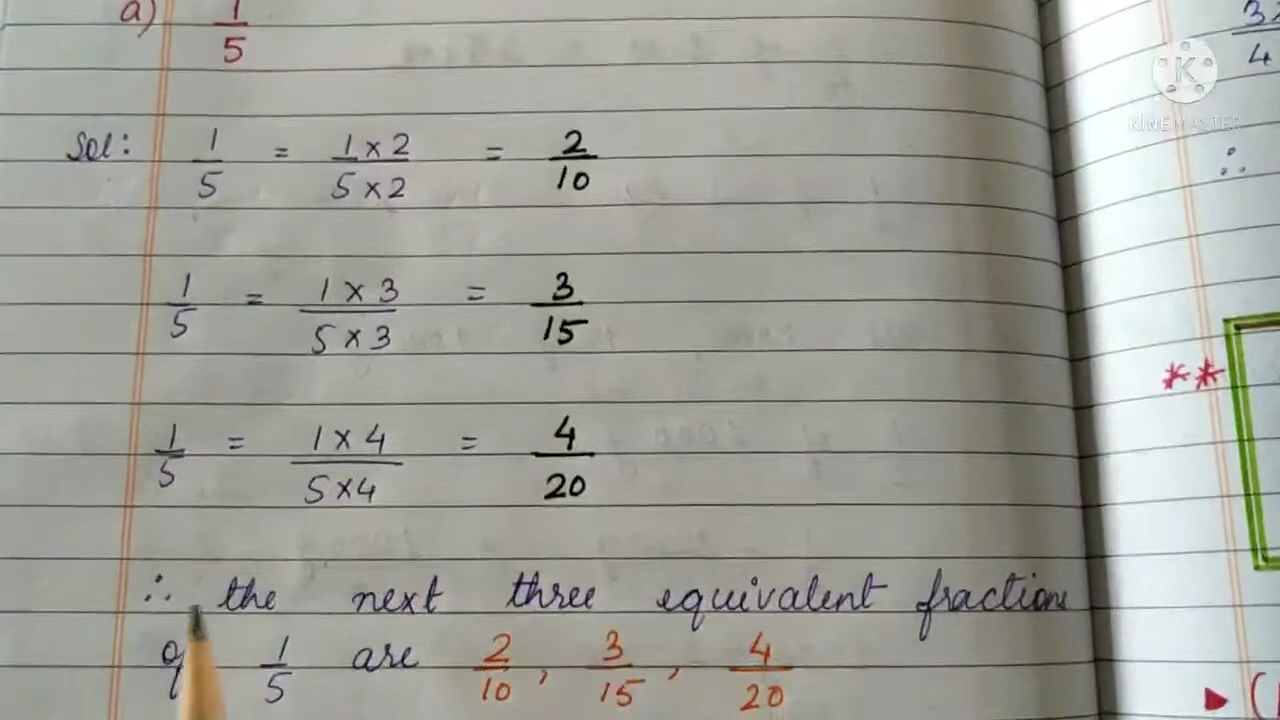 a) 1/5
Sol: 1/5 = 1 x 2 / 5 x 2 = 2/10
1/5 = 1 x 3 / 5 x 3 = 3/15
1/5 = 1 x 4 / 5 x 4 = 4/20
∴ the next three equivalent fractions
of 1/5 are 2/10, 3/15, 4/20
4
∴
**
KINEMASTER